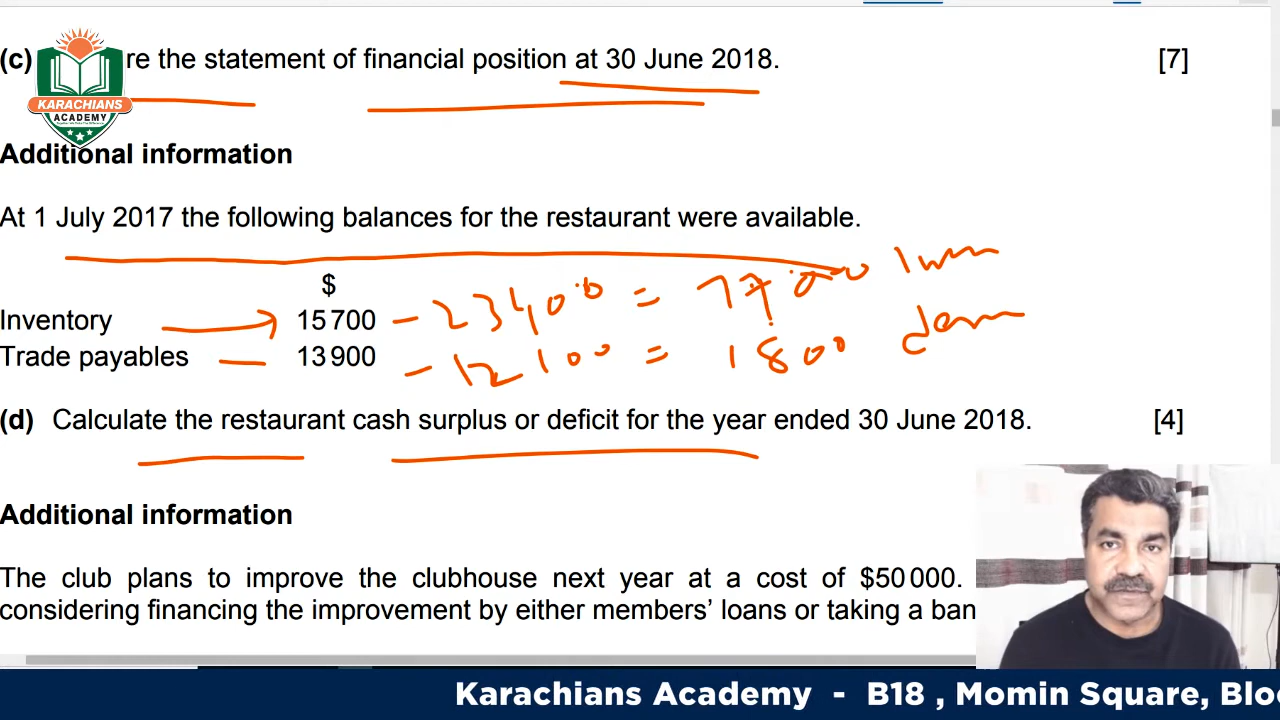 (c) re the statement of financial position at 30 June 2018. [7]
KARACHIANS
ACADEMY
Additional information
At 1 July 2017 the following balances for the restaurant were available.
$
Inventory 15 700 – 23400 = 7700
Trade payables 13 900 – 12100 = 1800
(d) Calculate the restaurant cash surplus or deficit for the year ended 30 June 2018. [4]
Additional information
The club plans to improve the clubhouse next year at a cost of $50 000.
considering financing the improvement by either members' loans or taking a ban
Karachians Academy - B18 , Momin Square, Bloc